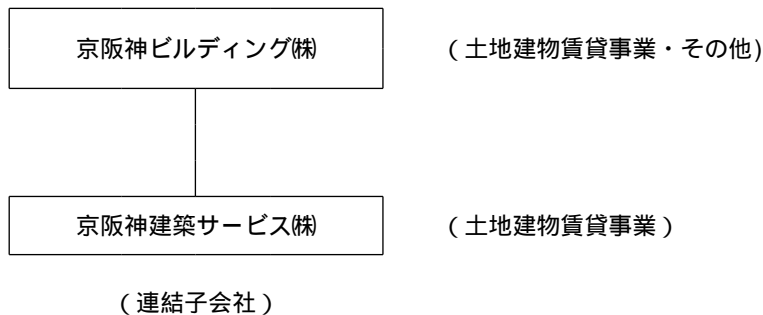 京阪神ビルディング㈱
(土地建物賃貸事業・その他)
京阪神建築サービス㈱
(土地建物賃貸事業)
(連結子会社)